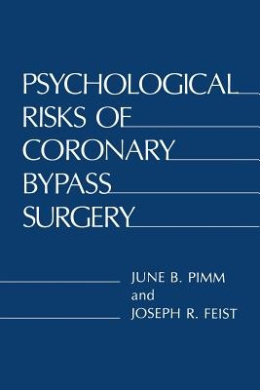 PSYCHOLOGICAL
RISKS OF
CORONARY
BYPASS
SURGERY
JUNE B. PIMM
and
JOSEPH R. FEIST